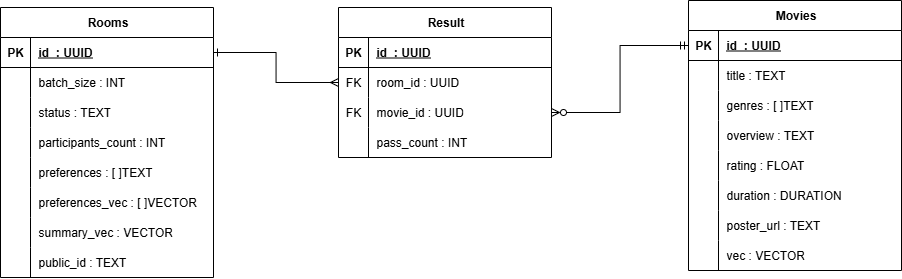 Rooms
PK id : UUID
batch_size : INT
status : TEXT
participants_count : INT
preferences : [ ]TEXT
preferences_vec : [ ]VECTOR
summary_vec : VECTOR
public_id : TEXT
Result
PK id : UUID
FK room_id : UUID
FK movie_id : UUID
pass_count : INT
Movies
PK id : UUID
title : TEXT
genres : [ ]TEXT
overview : TEXT
rating : FLOAT
duration : DURATION
poster_url : TEXT
vec : VECTOR